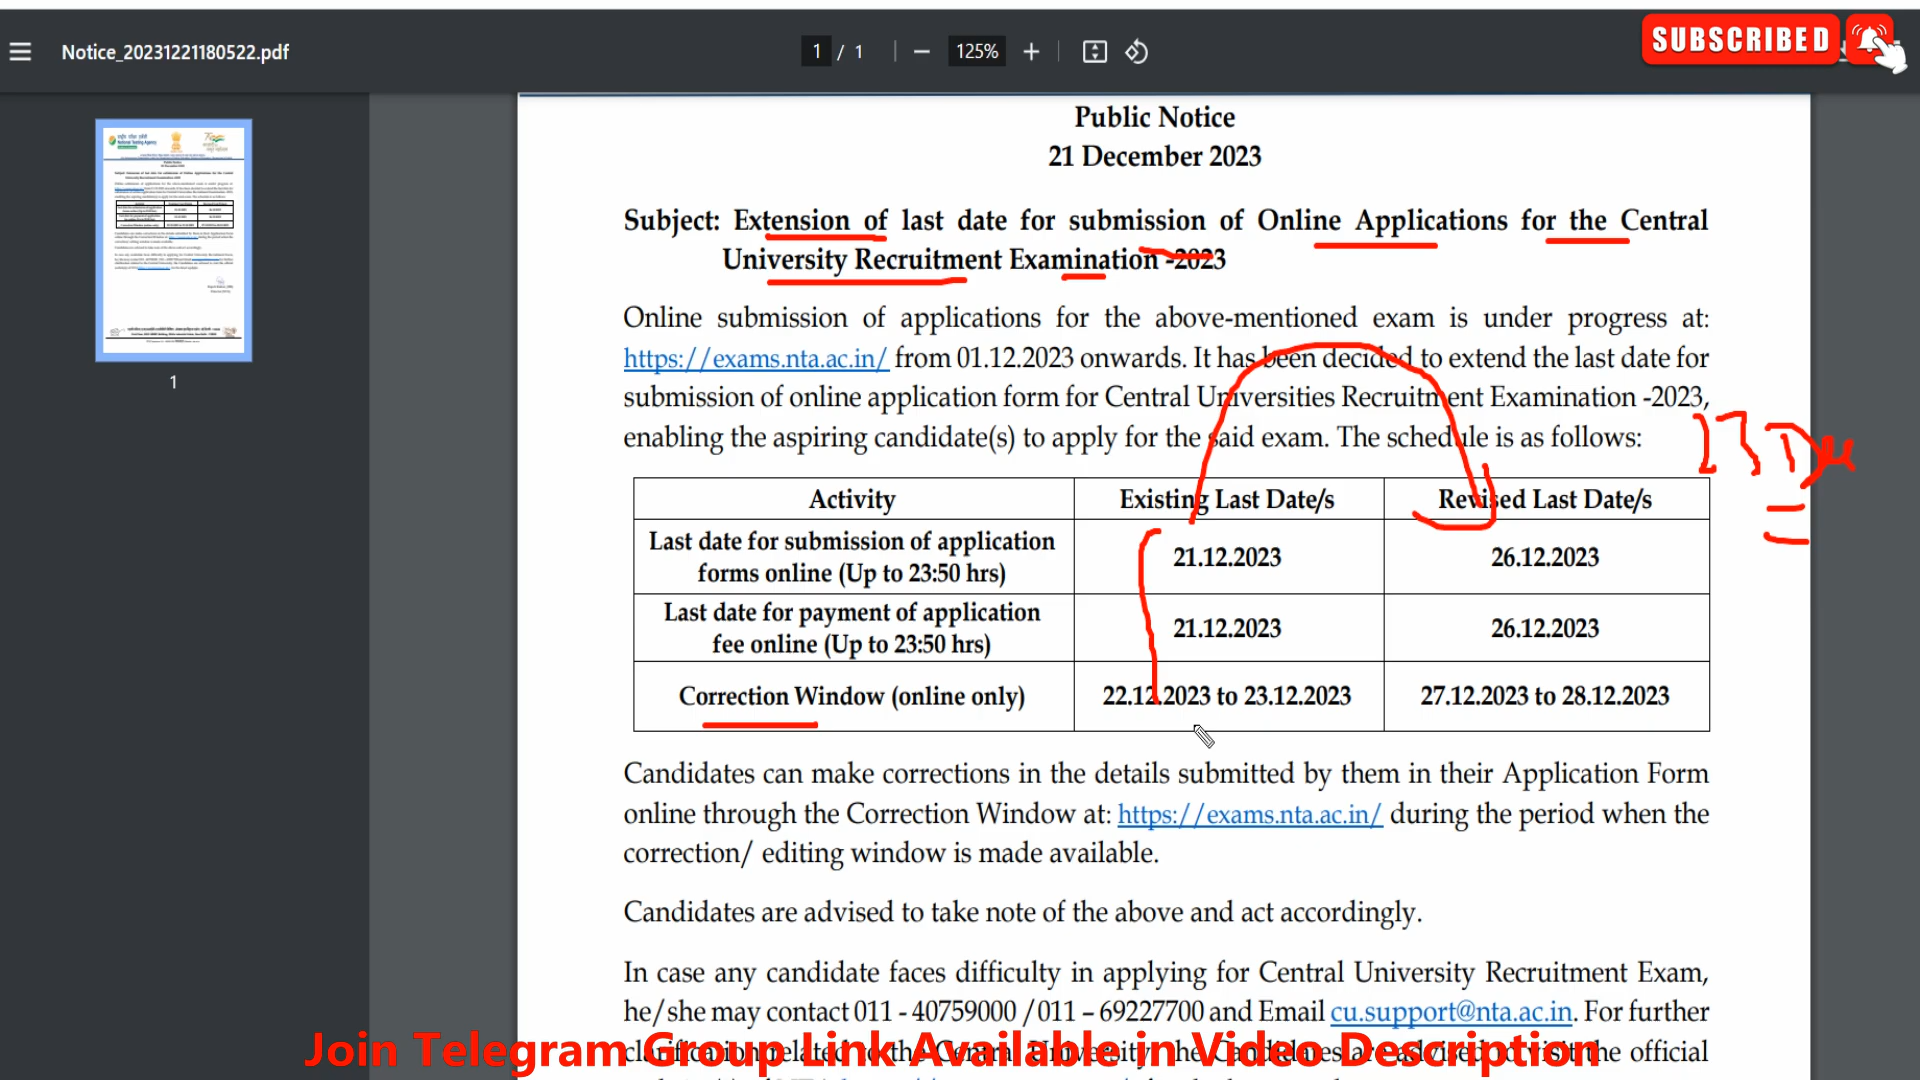 Notice_20231221180522.pdf
1 / 1
125%
SUBSCRIBED
1
Public Notice
21 December 2023
Subject: Extension of last date for submission of Online Applications for the Central
University Recruitment Examination -2023
Online submission of applications for the above-mentioned exam is under progress at:
https://exams.nta.ac.in/ from 01.12.2023 onwards. It has been decided to extend the last date for
submission of online application form for Central Universities Recruitment Examination -2023,
enabling the aspiring candidate(s) to apply for the said exam. The schedule is as follows:
Activity Existing Last Date/s Revised Last Date/s
Last date for submission of application
forms online (Up to 23:50 hrs) 21.12.2023 26.12.2023
Last date for payment of application
fee online (Up to 23:50 hrs) 21.12.2023 26.12.2023
Correction Window (online only) 22.12.2023 to 23.12.2023 27.12.2023 to 28.12.2023
Candidates can make corrections in the details submitted by them in their Application Form
online through the Correction Window at: https://exams.nta.ac.in/ during the period when the
correction/ editing window is made available.
Candidates are advised to take note of the above and act accordingly.
In case any candidate faces difficulty in applying for Central University Recruitment Exam,
he/she may contact 011 - 40759000 /011 – 69227700 and Email cu.support@nta.ac.in. For further
Join Telegram Group Link Available in Video Description